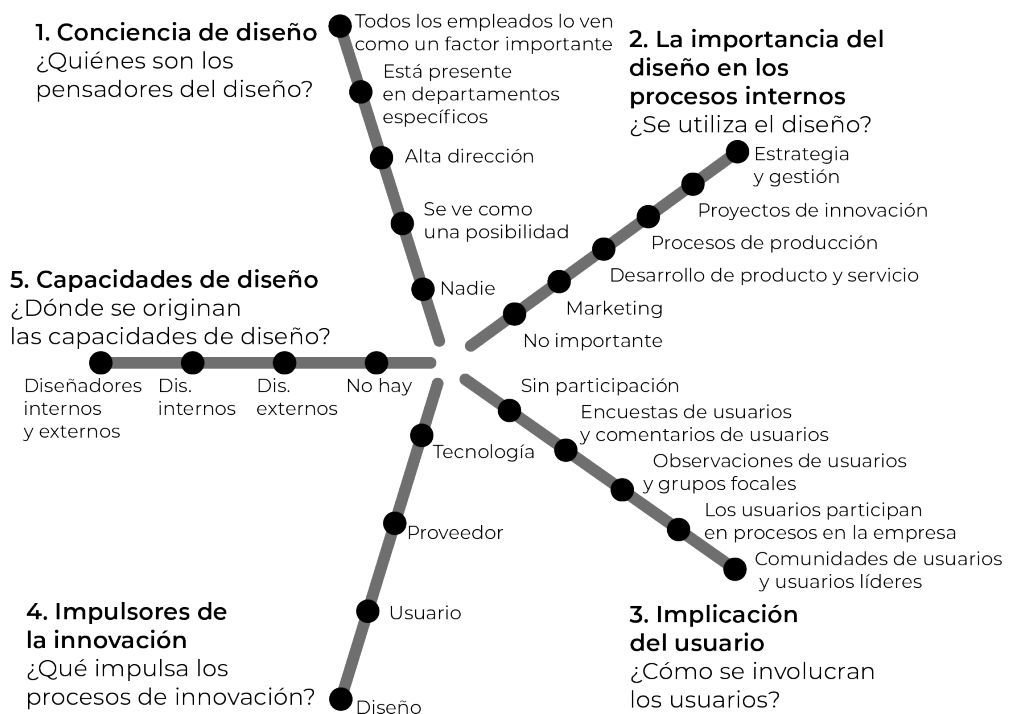 1. Conciencia de diseño
¿Quiénes son los
pensadores del diseño?
Todos los empleados lo ven
como un factor importante
Está presente
en departamentos
específicos
Alta dirección
Se ve como
una posibilidad
Nadie
2. La importancia del
diseño en los
procesos internos
¿Se utiliza el diseño?
Estrategia
y gestión
Proyectos de innovación
Procesos de producción
Desarrollo de producto y servicio
Marketing
No importante
5. Capacidades de diseño
¿Dónde se originan
las capacidades de diseño?
Diseñadores
internos
y externos
Dis.
internos
Dis.
externos
No hay
Sin participación
Encuestas de usuarios
y comentarios de usuarios
Observaciones de usuarios
y grupos focales
Los usuarios participan
en procesos en la empresa
Comunidades de usuarios
y usuarios líderes
3. Implicación
del usuario
¿Cómo se involucran
los usuarios?
Tecnología
Proveedor
Usuario
Diseño
4. Impulsores de
la innovación
¿Qué impulsa los
procesos de innovación?